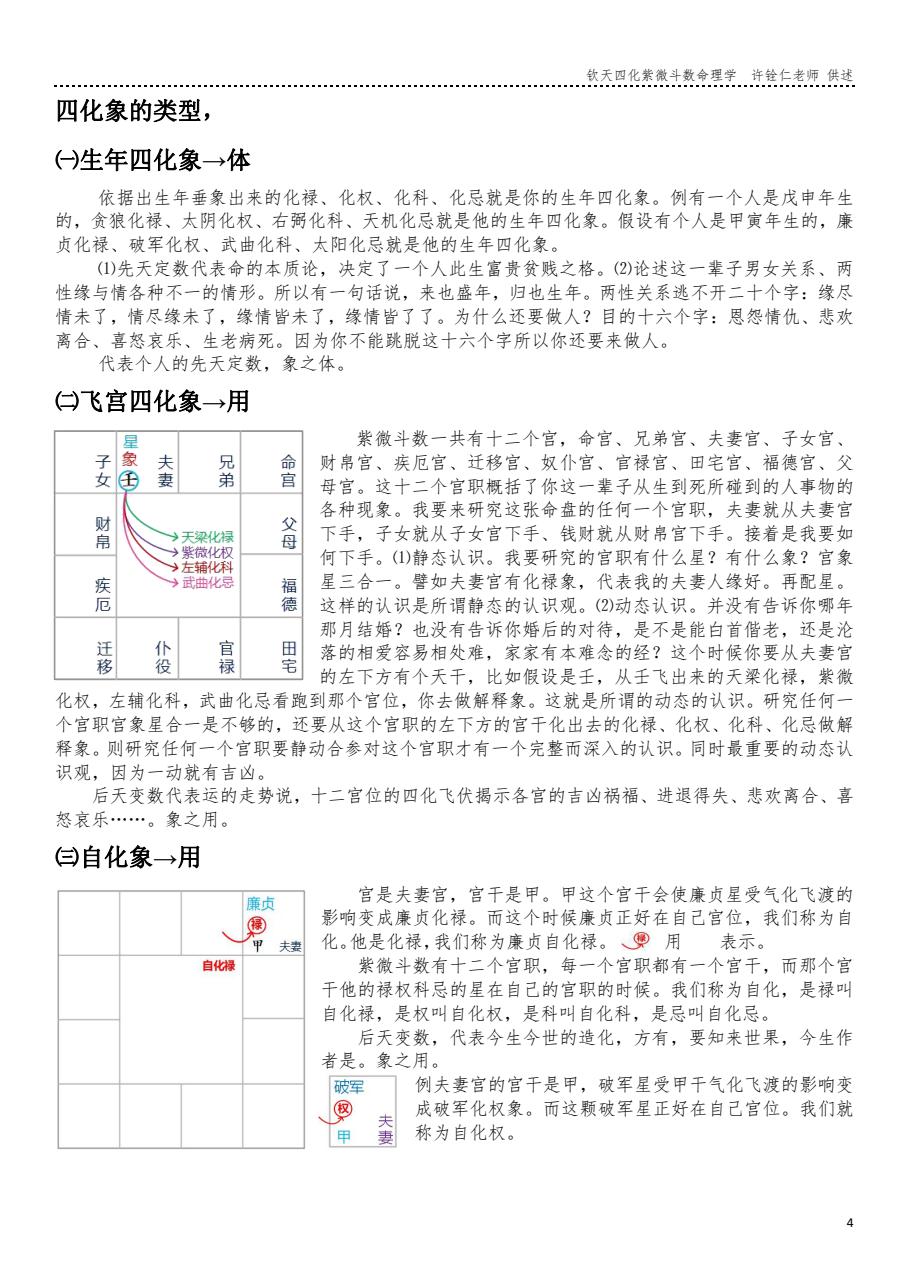 钦天四化紫微斗数命理学 许铨仁老师 供述
四化象的类型，
㈠生年四化象→体
依据出生年垂象出来的化禄、化权、化科、化忌就是你的生年四化象。例有一个人是戊申年生
的，贪狼化禄、太阴化权、右弼化科、天机化忌就是他的生年四化象。假设有个人是甲寅年生的，廉
贞化禄、破军化权、武曲化科、太阳化忌就是他的生年四化象。
⑴先天定数代表命的本质论，决定了一个人此生富贵贫贱之格。⑵论述这一辈子男女关系、两
性缘与情各种不一的情形。所以有一句话说，来也盛年，归也生年。两性关系逃不开二十个字：缘尽
情未了，情尽缘未了，缘情皆未了，缘情皆了了。为什么还要做人？目的十六个字：恩怨情仇、悲欢
离合、喜怒哀乐、生老病死。因为你不能跳脱这十六个字所以你还要来做人。
代表个人的先天定数，象之体。
㈡飞宫四化象→用
星
象
壬
子女
夫妻
兄弟
命宫
财帛
父母
疾厄
福德
迁移
仆役
官禄
田宅
天梁化禄
紫微化权
左辅化科
武曲化忌
紫微斗数一共有十二个宫，命宫、兄弟宫、夫妻宫、子女宫、
财帛宫、疾厄宫、迁移宫、奴仆宫、官禄宫、田宅宫、福德宫、父
母宫。这十二个宫职概括了你这一辈子从生到死所碰到的人事物的
各种现象。我要来研究这张命盘的任何一个宫职，夫妻就从夫妻宫
下手，子女就从子女宫下手、钱财就从财帛宫下手。接着是我要如
何下手。⑴静态认识。我要研究的宫职有什么星？有什么象？宫象
星三合一。譬如夫妻宫有化禄象，代表我的夫妻人缘好。再配星。
这样的认识是所谓静态的认识观。⑵动态认识。并没有告诉你哪年
那月结婚？也没有告诉你婚后的对待，是不是能白首偕老，还是沦
落的相爱容易相处难，家家有本难念的经？这个时候你要从夫妻宫
的左下方有个天干，比如假设是壬，从壬飞出来的天梁化禄，紫微
化权，左辅化科，武曲化忌看跑到那个宫位，你去做解释象。这就是所谓的动态的认识。研究任何一
个宫职宫象星合一是不够的，还要从这个宫职的左下方的宫干化出去的化禄、化权、化科、化忌做解
释象。则研究任何一个宫职要静动合参对这个宫职才有一个完整而深入的认识。同时最重要的动态认
识观，因为一动就有吉凶。
后天变数代表运的走势说，十二宫位的四化飞伏揭示各宫的吉凶祸福、进退得失、悲欢离合、喜
怒哀乐……。象之用。
㈢自化象→用
廉贞
禄
甲 夫妻
自化禄
宫是夫妻宫，宫干是甲。甲这个宫干会使廉贞星受气化飞渡的
影响变成廉贞化禄。而这个时候廉贞正好在自己宫位，我们称为自
化。他是化禄，我们称为廉贞自化禄。 禄 用 表示。
紫微斗数有十二个宫职，每一个宫职都有一个宫干，而那个宫
干他的禄权科忌的星在自己的宫职的时候。我们称为自化，是禄叫
自化禄，是权叫自化权，是科叫自化科，是忌叫自化忌。
后天变数，代表今生今世的造化，方有，要知来世果，今生作
者是。象之用。
破军
权
甲 夫妻
例夫妻宫的宫干是甲，破军星受甲干气化飞渡的影响变
成破军化权象。而这颗破军星正好在自己宫位。我们就
称为自化权。
4